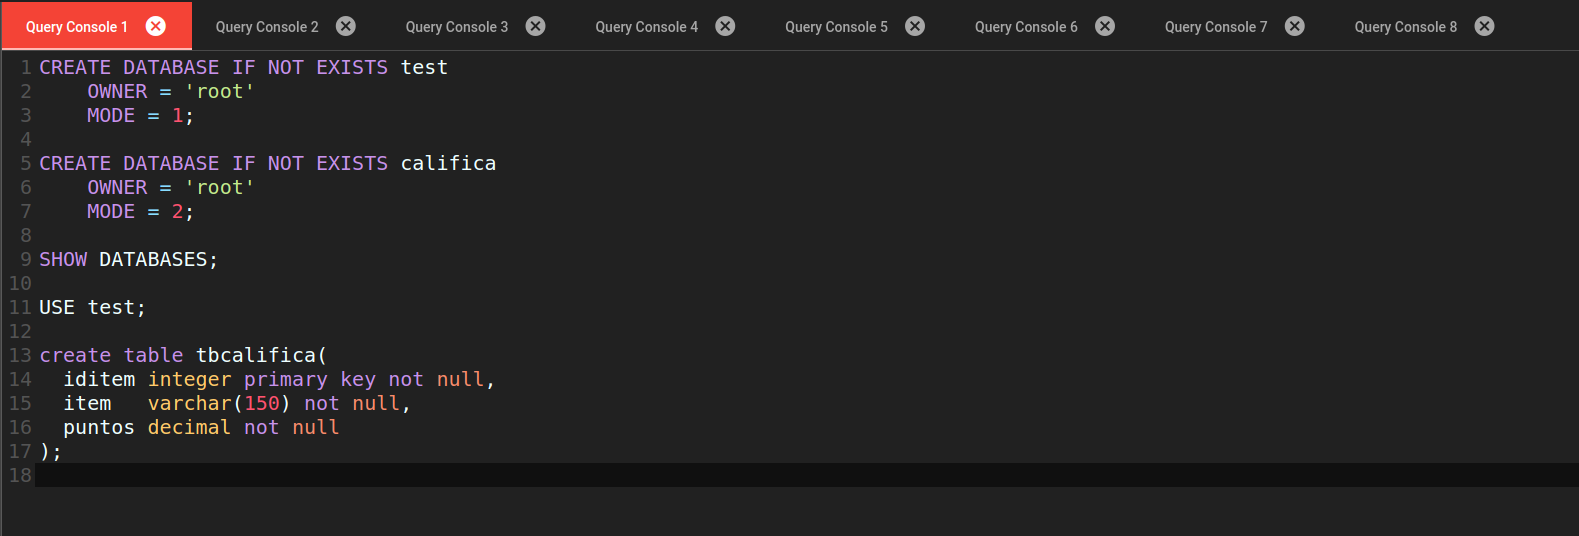 Query Console 1 Query Console 2 Query Console 3 Query Console 4 Query Console 5 Query Console 6 Query Console 7 Query Console 8
1 CREATE DATABASE IF NOT EXISTS test
2     OWNER = 'root'
3     MODE = 1;
4
5 CREATE DATABASE IF NOT EXISTS califica
6     OWNER = 'root'
7     MODE = 2;
8
9 SHOW DATABASES;
10
11 USE test;
12
13 create table tbcalifica(
14   iditem integer primary key not null,
15   item   varchar(150) not null,
16   puntos decimal not null
17 );
18